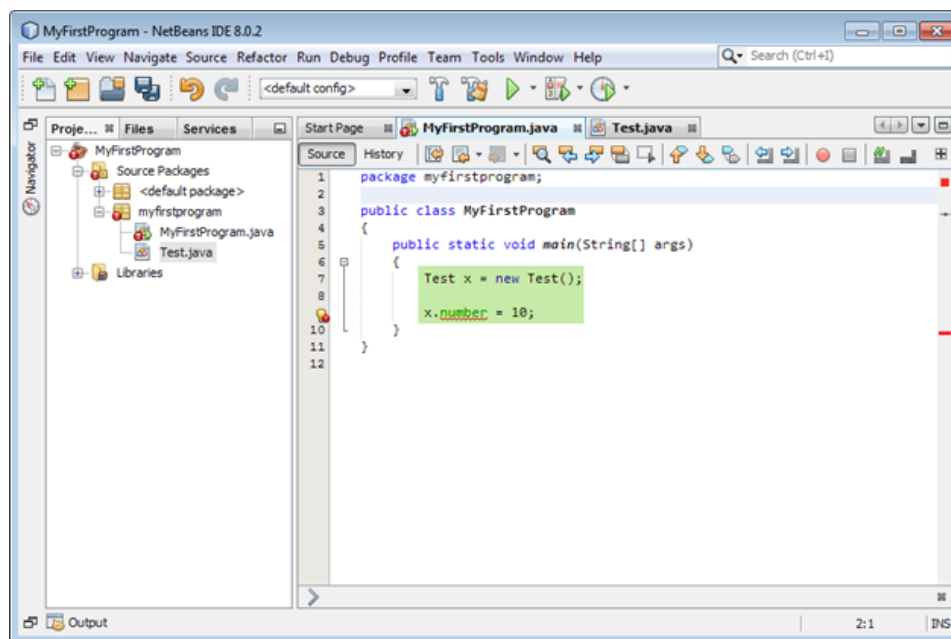 MyFirstProgram - NetBeans IDE 8.0.2
File Edit View Navigate Source Refactor Run Debug Profile Team Tools Window Help
Search (Ctrl+I)
<default config>
Proje... Files Services
Start Page MyFirstProgram.java Test.java
Navigator
MyFirstProgram
Source Packages
<default package>
myfirstprogram
MyFirstProgram.java
Test.java
Libraries
Source History
1 package myfirstprogram;
2
3 public class MyFirstProgram
4 {
5 public static void main(String[] args)
6 {
7 Test x = new Test();
8
x.number = 10;
10 }
11 }
12
Output
2:1 INS